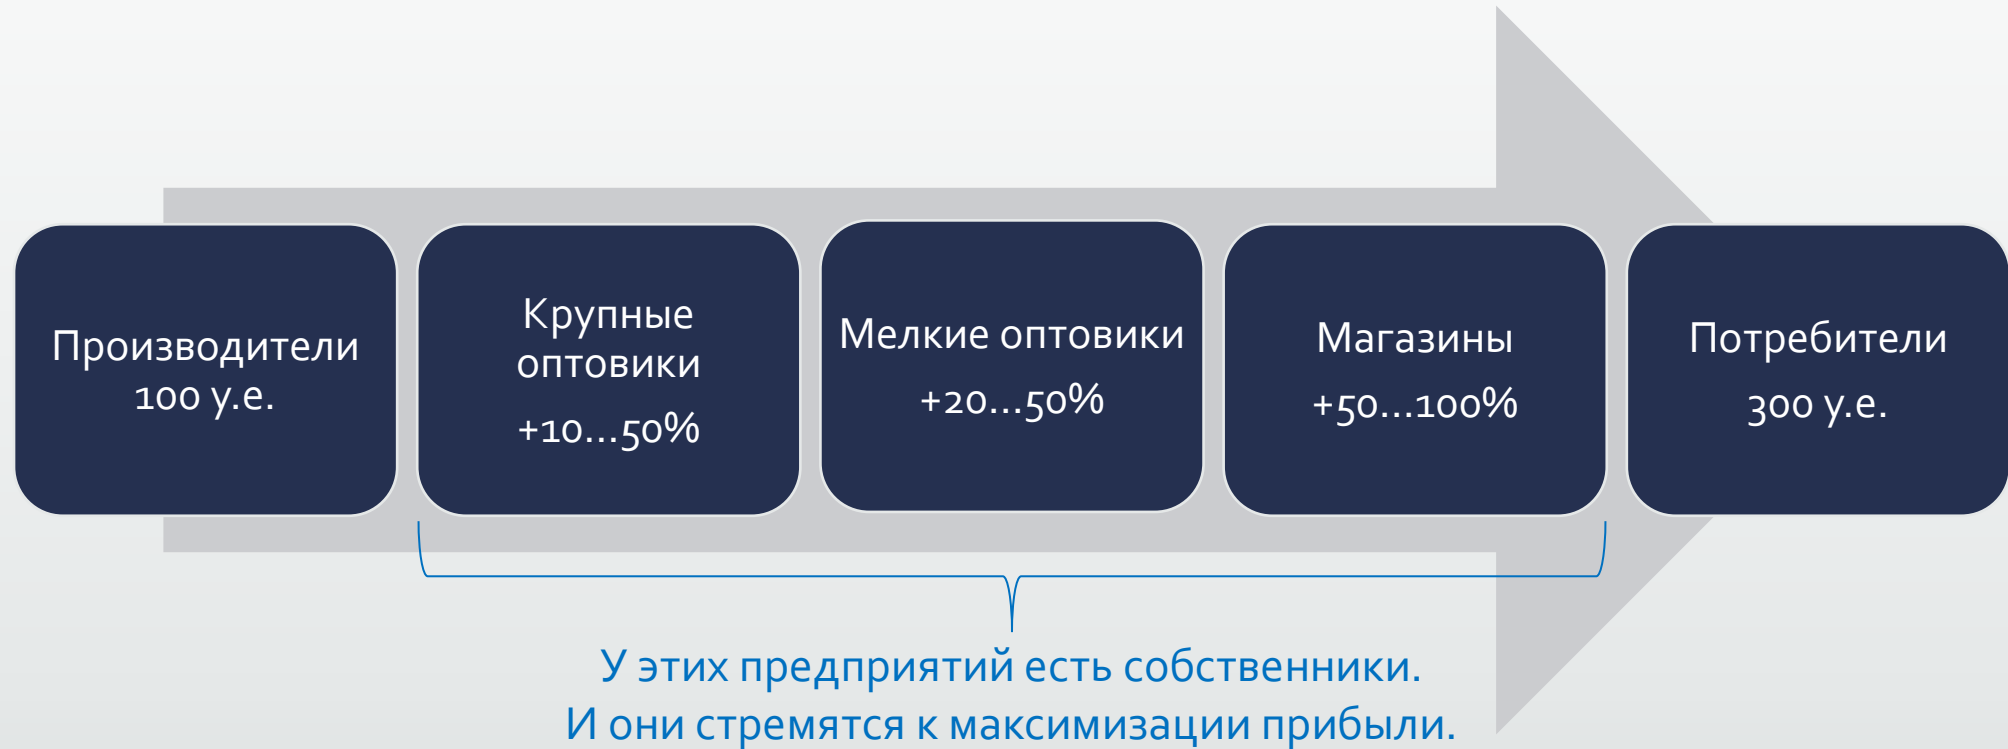 Производители
100 у.е.
Крупные
оптовики
+10...50%
Мелкие оптовики
+20...50%
Магазины
+50...100%
Потребители
300 у.е.
У этих предприятий есть собственники.
И они стремятся к максимизации прибыли.